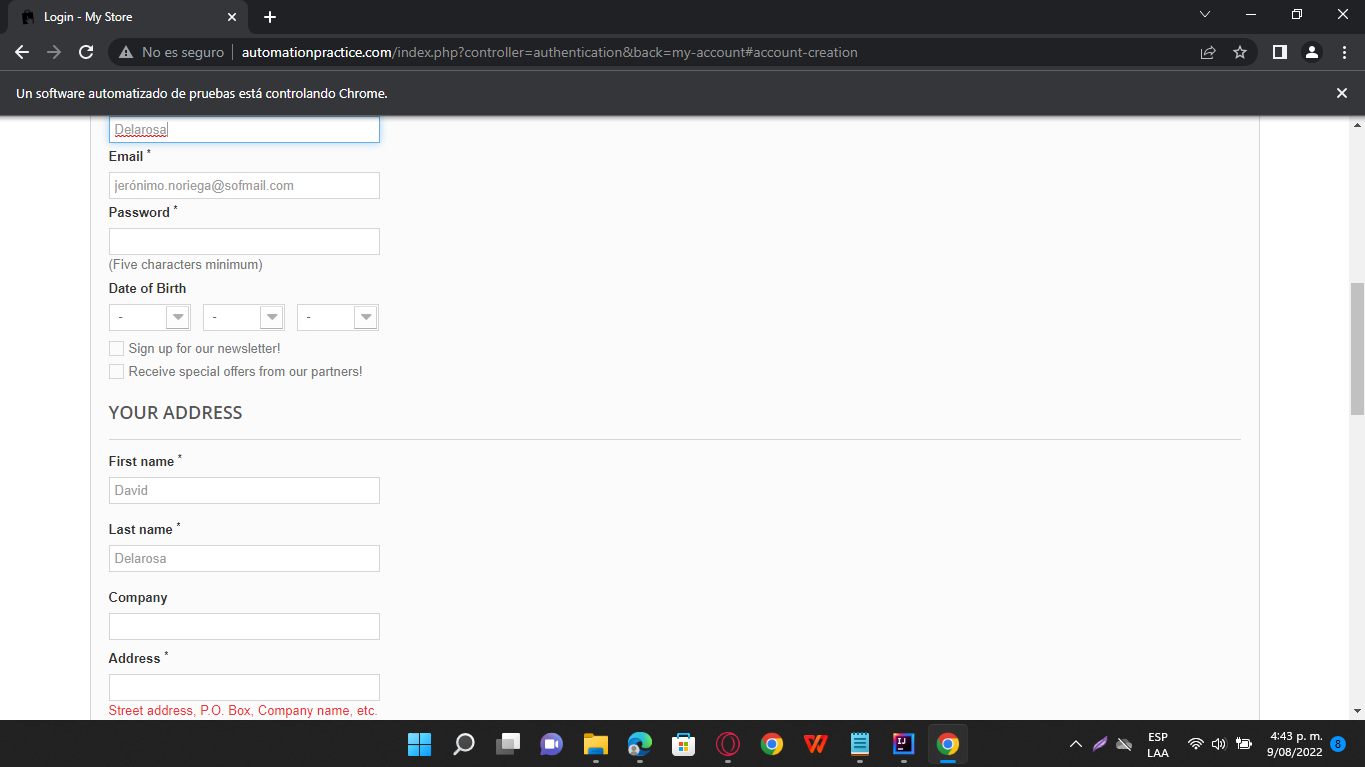 Login - My Store
No es seguro automationpractice.com/index.php?controller=authentication&back=my-account#account-creation
Un software automatizado de pruebas está controlando Chrome.
Delarosa
Email *
jerónimo.noriega@sofmail.com
Password *
(Five characters minimum)
Date of Birth
- - -
Sign up for our newsletter!
Receive special offers from our partners!
YOUR ADDRESS
First name *
David
Last name *
Delarosa
Company
Address *
Street address, P.O. Box, Company name, etc.
ESP
LAA
4:43 p. m.
9/08/2022
8